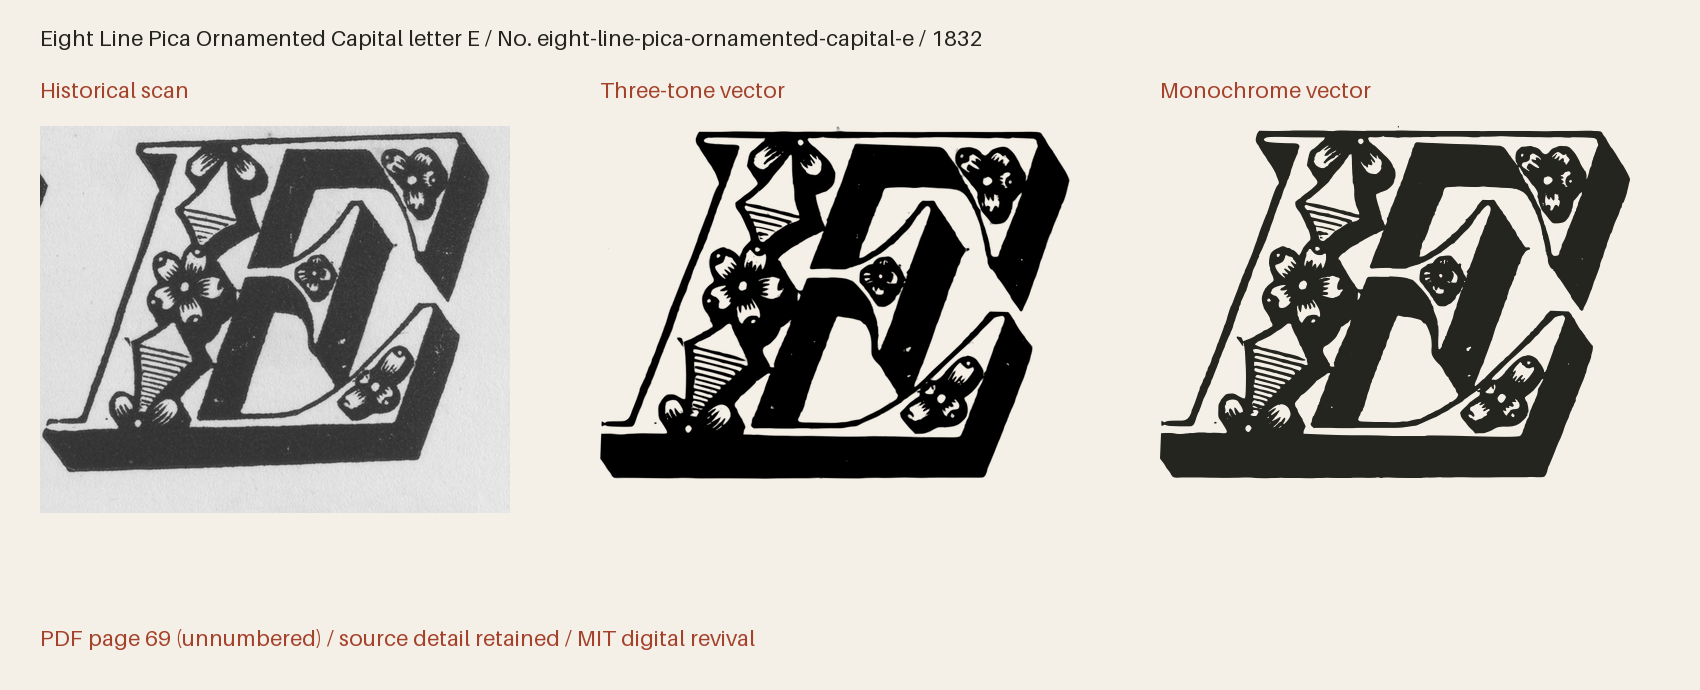 Eight Line Pica Ornamented Capital letter E / No. eight-line-pica-ornamented-capital-e / 1832
Historical scan
Three-tone vector
Monochrome vector
E
E
E
PDF page 69 (unnumbered) / source detail retained / MIT digital revival